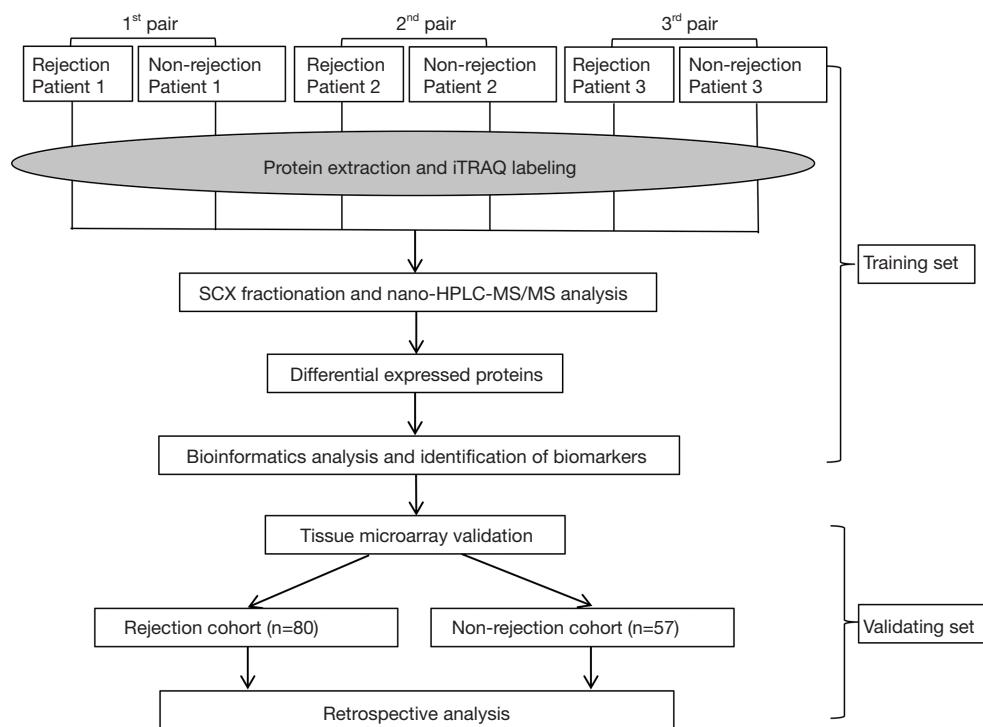 1st pair
2nd pair
3rd pair
Rejection
Patient 1
Non-rejection
Patient 1
Rejection
Patient 2
Non-rejection
Patient 2
Rejection
Patient 3
Non-rejection
Patient 3
Protein extraction and iTRAQ labeling
Training set
SCX fractionation and nano-HPLC-MS/MS analysis
Differential expressed proteins
Bioinformatics analysis and identification of biomarkers
Tissue microarray validation
Rejection cohort (n=80)
Non-rejection cohort (n=57)
Validating set
Retrospective analysis